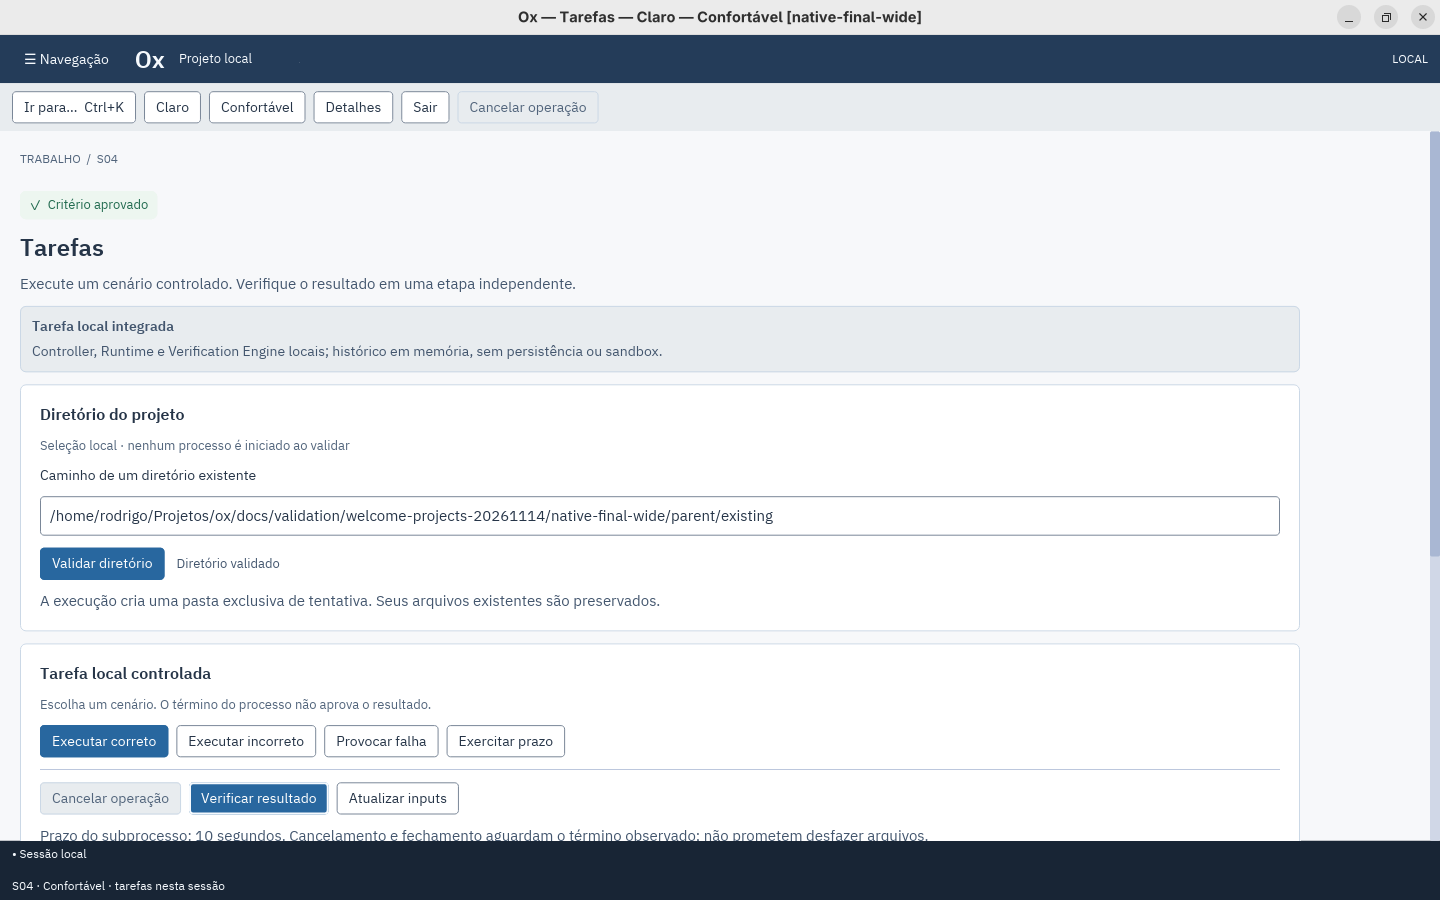 Ox — Tarefas — Claro — Confortável [native-final-wide]
☰ Navegação Ox Projeto local LOCAL
Ir para... Ctrl+K Claro Confortável Detalhes Sair Cancelar operação
TRABALHO / S04
✓ Critério aprovado
Tarefas
Execute um cenário controlado. Verifique o resultado em uma etapa independente.
Tarefa local integrada
Controller, Runtime e Verification Engine locais; histórico em memória, sem persistência ou sandbox.
Diretório do projeto
Seleção local · nenhum processo é iniciado ao validar
Caminho de um diretório existente
/home/rodrigo/Projetos/ox/docs/validation/welcome-projects-20261114/native-final-wide/parent/existing
Validar diretório Diretório validado
A execução cria uma pasta exclusiva de tentativa. Seus arquivos existentes são preservados.
Tarefa local controlada
Escolha um cenário. O término do processo não aprova o resultado.
Executar correto Executar incorreto Provocar falha Exercitar prazo
Cancelar operação Verificar resultado Atualizar inputs
Prazo do subprocesso: 10 segundos. Cancelamento e fechamento aguardam o término observado; não prometem desfazer arquivos.
• Sessão local
S04 · Confortável · tarefas nesta sessão